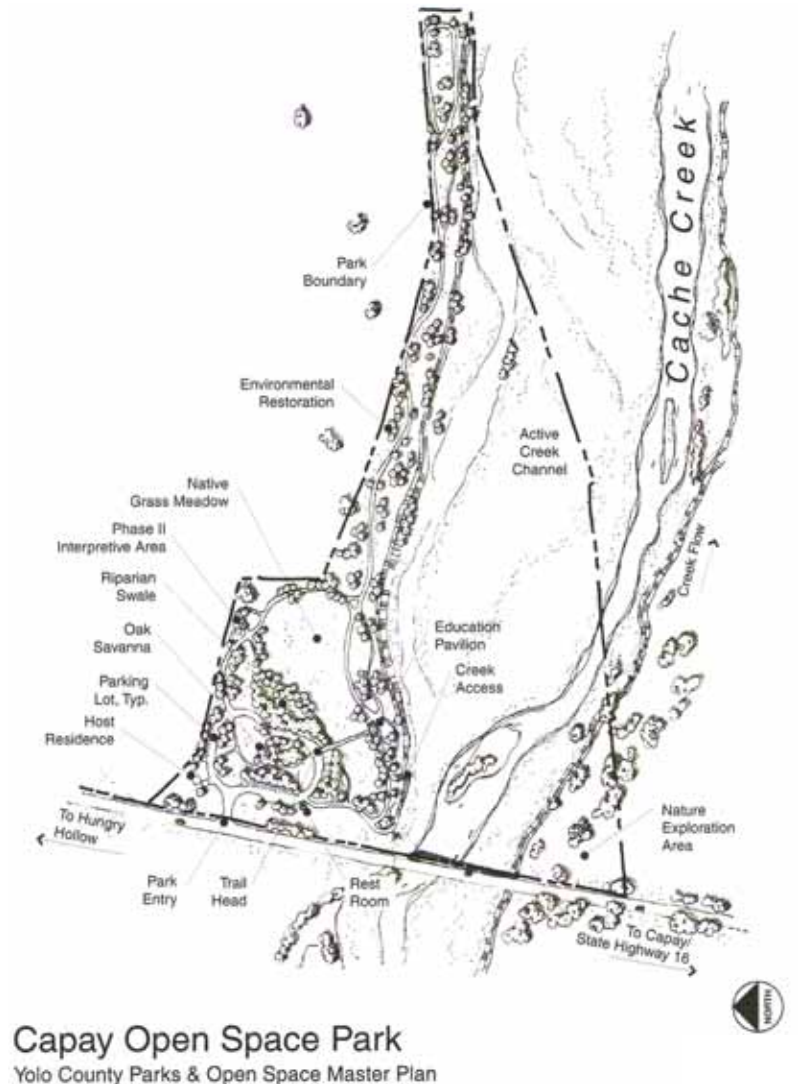 Cache Creek
Park
Boundary
Environmental
Restoration
Active
Creek
Channel
Native
Grass Meadow
Phase II
Interpretive Area
Creek Flow
Riparian
Swale
Oak
Savanna
Education
Pavilion
Creek
Access
Parking
Lot, Typ.
Host
Residence
To Hungry
Hollow
Nature
Exploration
Area
Park
Entry
Trail
Head
Rest
Room
To Capay/
State Highway 16
NORTH
Capay Open Space Park
Yolo County Parks & Open Space Master Plan